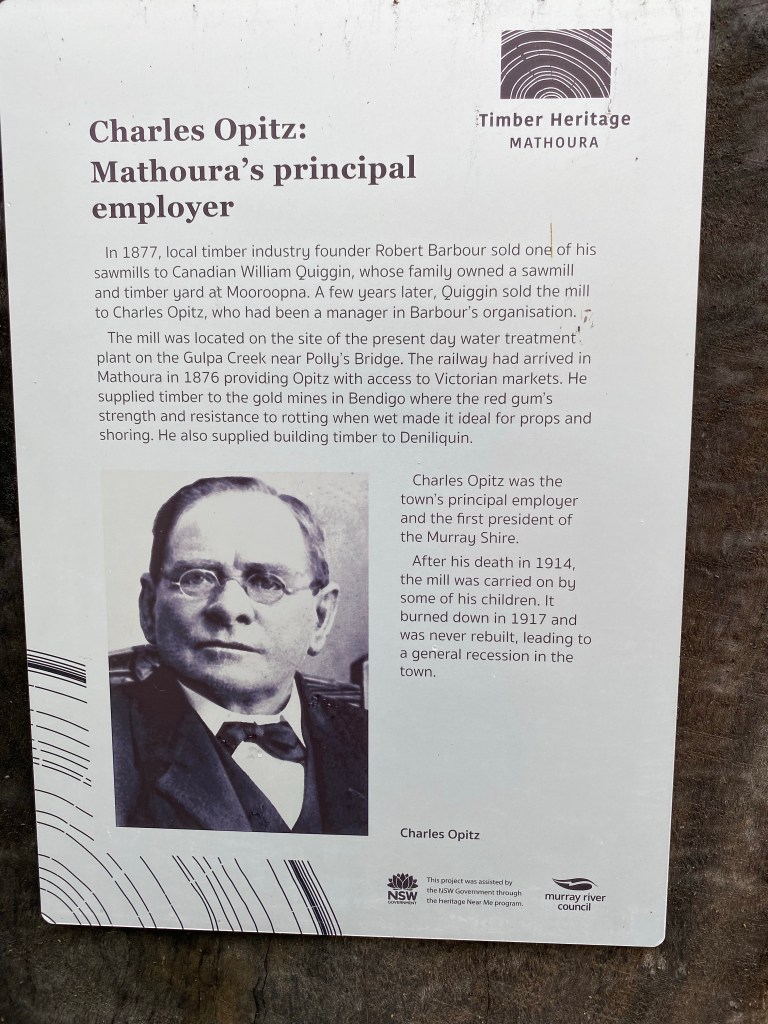 Timber Heritage
MATHOURA
Charles Opitz:
Mathoura's principal
employer
In 1877, local timber industry founder Robert Barbour sold one of his
sawmills to Canadian William Quiggin, whose family owned a sawmill
and timber yard at Mooroopna. A few years later, Quiggin sold the mill
to Charles Opitz, who had been a manager in Barbour's organisation.
The mill was located on the site of the present day water treatment
plant on the Gulpa Creek near Polly's Bridge. The railway had arrived in
Mathoura in 1876 providing Opitz with access to Victorian markets. He
supplied timber to the gold mines in Bendigo where the red gum's
strength and resistance to rotting when wet made it ideal for props and
shoring. He also supplied building timber to Deniliquin.
Charles Opitz was the
town's principal employer
and the first president of
the Murray Shire.
After his death in 1914,
the mill was carried on by
some of his children. It
burned down in 1917 and
was never rebuilt, leading to
a general recession in the
town.
Charles Opitz
NSW
GOVERNMENT
This project was assisted by
the NSW Government through
the Heritage Near Me program.
murray river
council